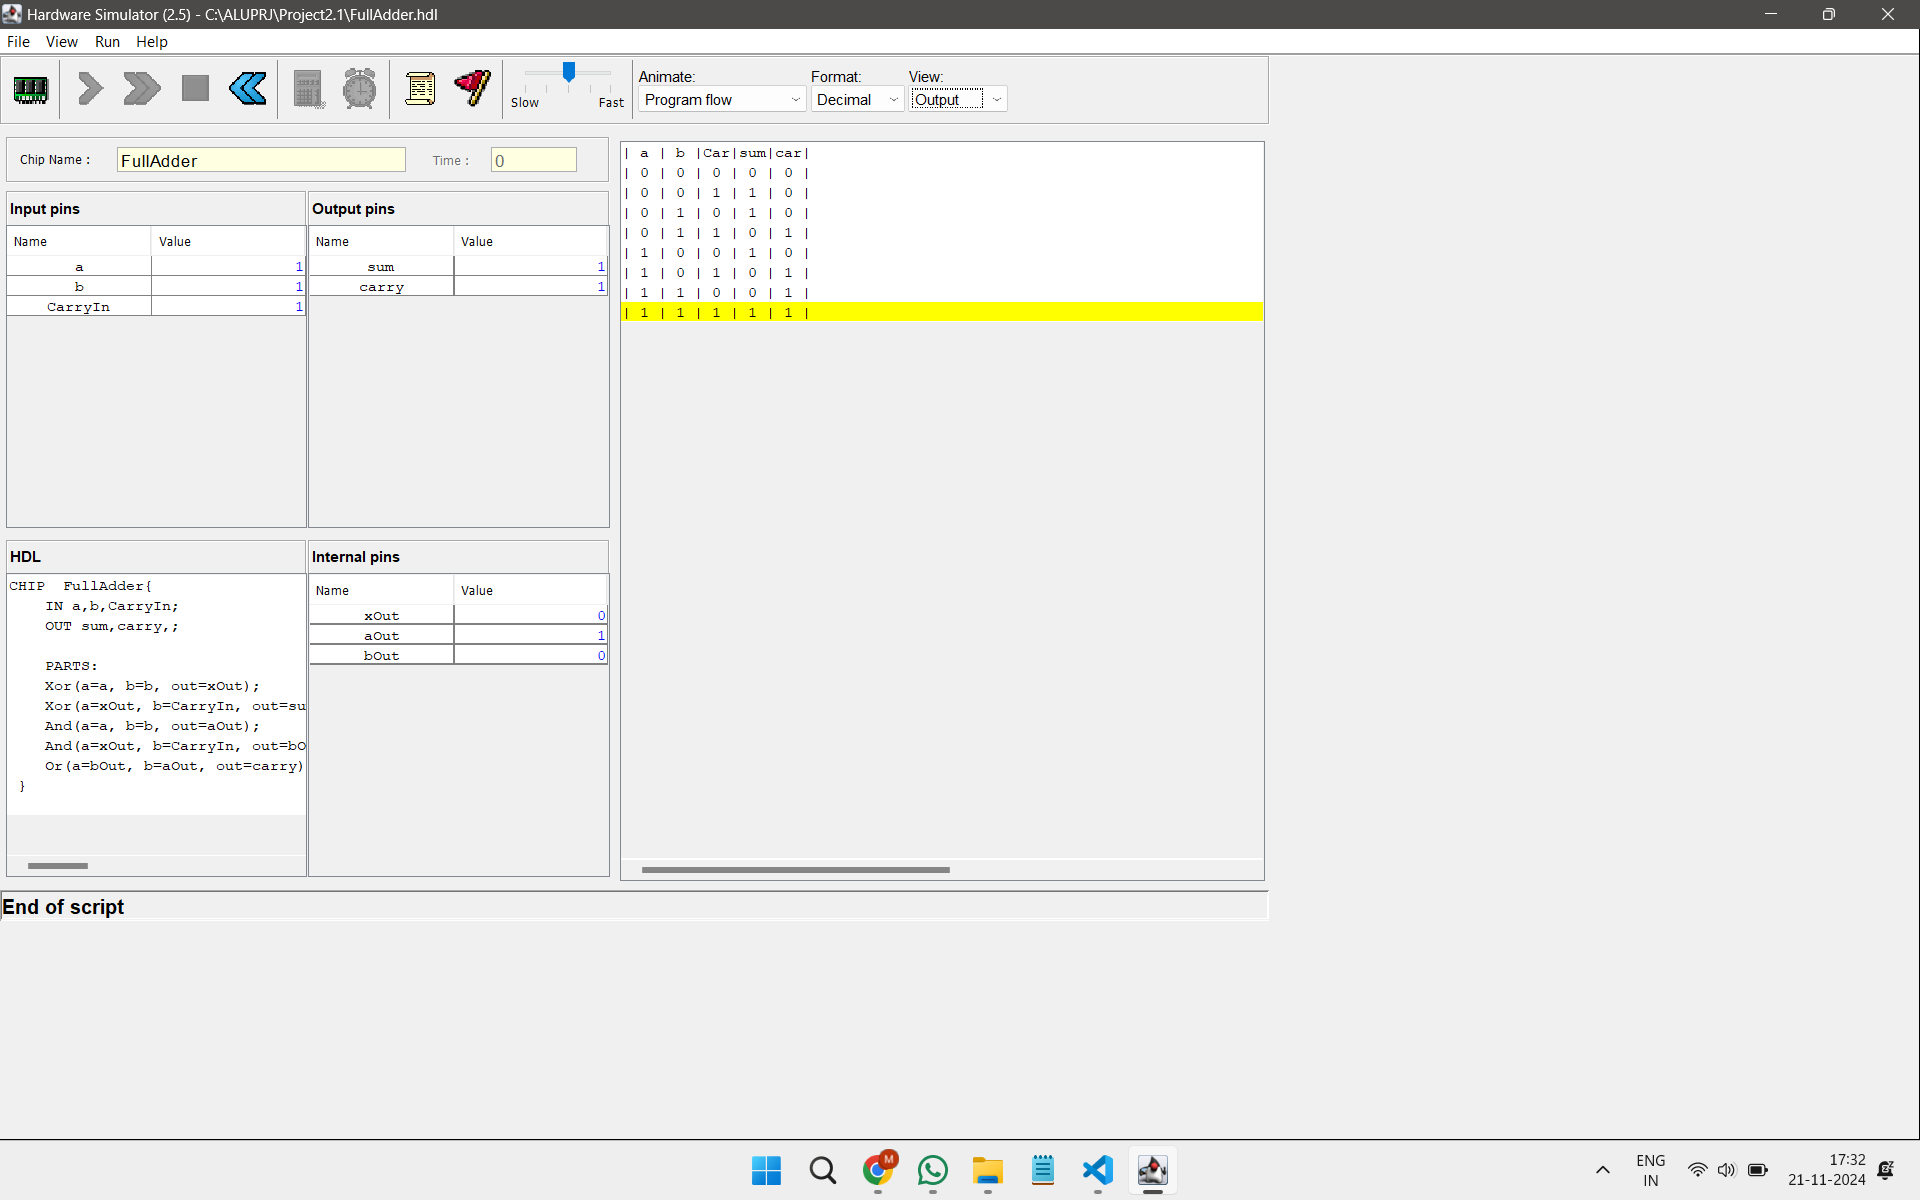 Hardware Simulator (2.5) - C:\ALUPRJ\Project2.1\FullAdder.hdl
File View Run Help
Slow Fast
Animate: Format: View:
Program flow Decimal Output
Chip Name : FullAdder Time : 0
Input pins
Name Value
a 1
b 1
CarryIn 1
Output pins
Name Value
sum 1
carry 1
HDL
CHIP  FullAdder{
IN a,b,CarryIn;
OUT sum,carry,;
PARTS:
Xor(a=a, b=b, out=xOut);
Xor(a=xOut, b=CarryIn, out=su
And(a=a, b=b, out=aOut);
And(a=xOut, b=CarryIn, out=bO
Or(a=bOut, b=aOut, out=carry)
}
Internal pins
Name Value
xOut 0
aOut 1
bOut 0
| a | b |Car|sum|car|
| 0 | 0 | 0 | 0 | 0 |
| 0 | 0 | 1 | 1 | 0 |
| 0 | 1 | 0 | 1 | 0 |
| 0 | 1 | 1 | 0 | 1 |
| 1 | 0 | 0 | 1 | 0 |
| 1 | 0 | 1 | 0 | 1 |
| 1 | 1 | 0 | 0 | 1 |
| 1 | 1 | 1 | 1 | 1 |
End of script
M
ENG
IN
17:32
21-11-2024